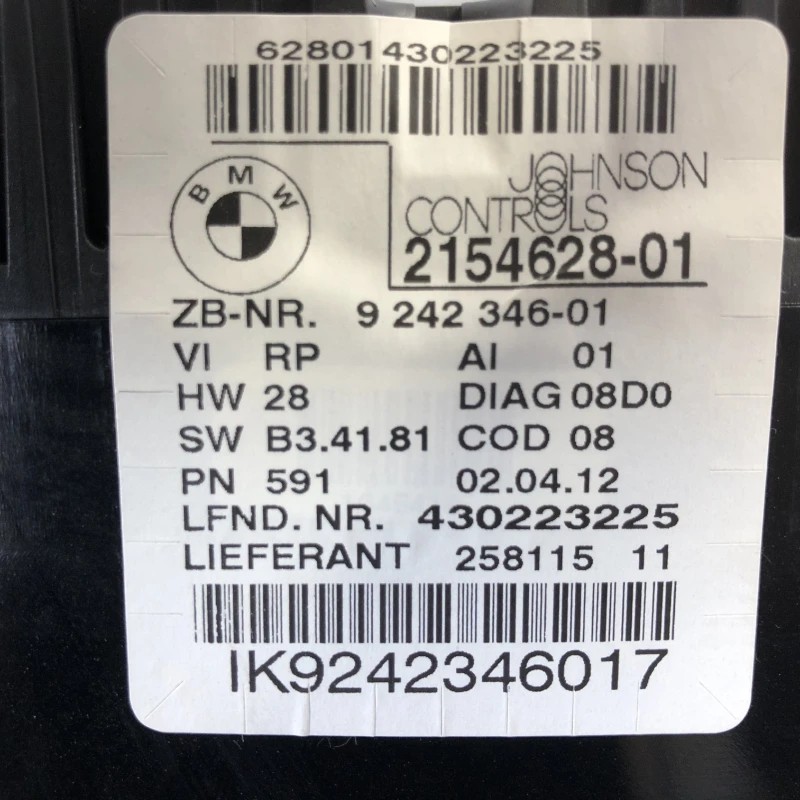 62801430223225
BMW
JOHNSON
CONTROLS
2154628-01
ZB-NR. 9 242 346-01
VI RP AI 01
HW 28 DIAG 08D0
SW B3.41.81 COD 08
PN 591 02.04.12
LFND. NR. 430223225
LIEFERANT 258115 11
IK9242346017